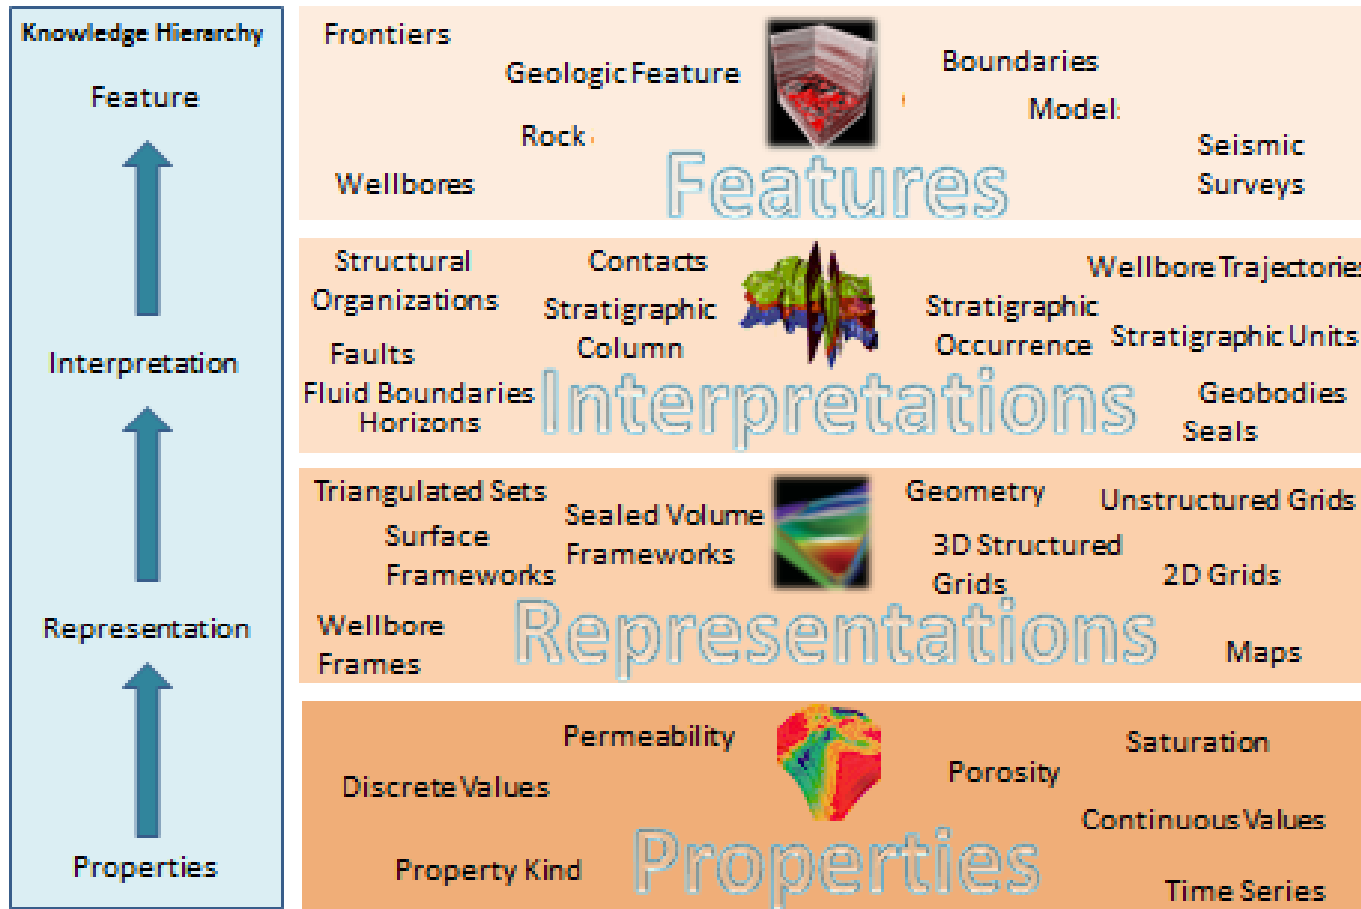 Knowledge Hierarchy
Feature
Interpretation
Representation
Properties
Frontiers
Geologic Feature
Boundaries
Model:
Rock
Seismic
Surveys
Wellbores
Features
Structural
Organizations
Contacts
Wellbore Trajectories
Stratigraphic
Column
Stratigraphic
Occurrence
Stratigraphic Units
Faults
Fluid Boundaries
Horizons
Geobodies
Seals
Interpretations
Triangulated Sets
Sealed Volume
Frameworks
Geometry
Unstructured Grids
Surface
Frameworks
3D Structured
Grids
2D Grids
Wellbore
Frames
Maps
Representations
Permeability
Saturation
Discrete Values
Porosity
Continuous Values
Property Kind
Time Series
Properties